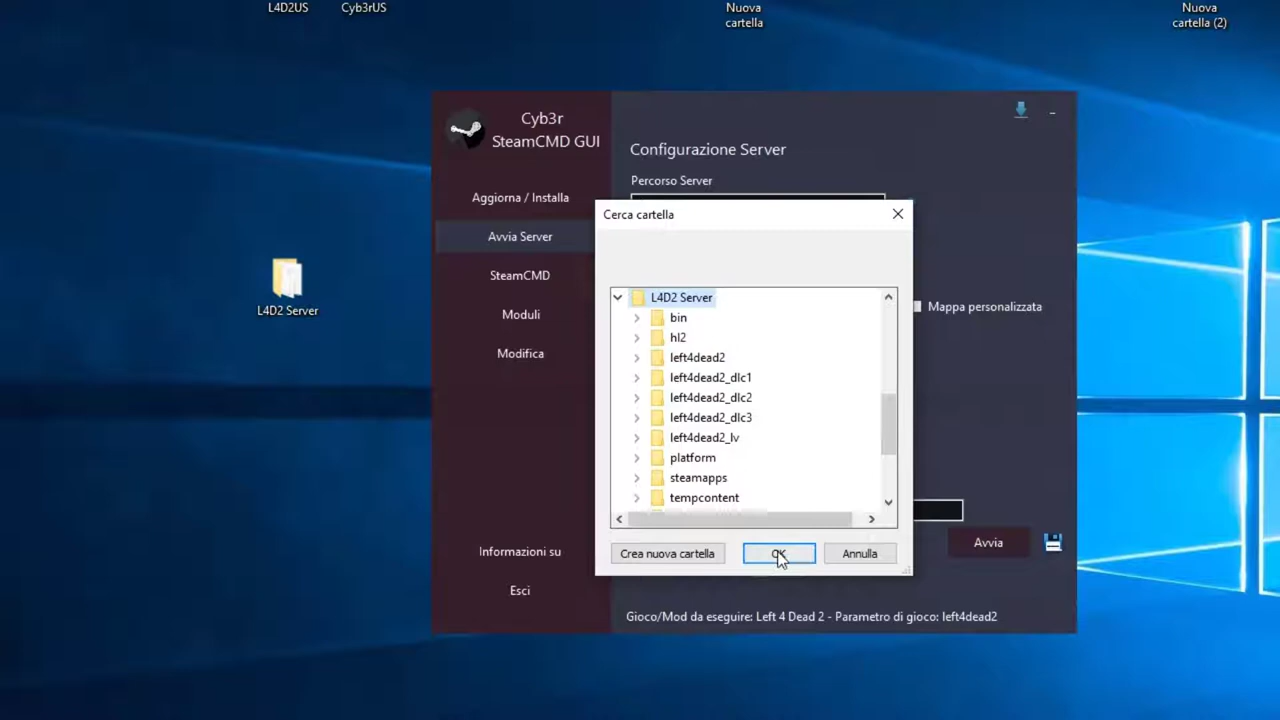 L4D2US
Cyb3rUS
Nuova
cartella
Nuova
cartella (2)
L4D2 Server
Cyb3r
SteamCMD GUI
Aggiorna / Installa
Avvia Server
SteamCMD
Moduli
Modifica
Informazioni su
Esci
Configurazione Server
Percorso Server
Mappa personalizzata
Avvia
Gioco/Mod da eseguire: Left 4 Dead 2 - Parametro di gioco: left4dead2
Cerca cartella
L4D2 Server
bin
hl2
left4dead2
left4dead2_dlc1
left4dead2_dlc2
left4dead2_dlc3
left4dead2_lv
platform
steamapps
tempcontent
Crea nuova cartella
OK
Annulla